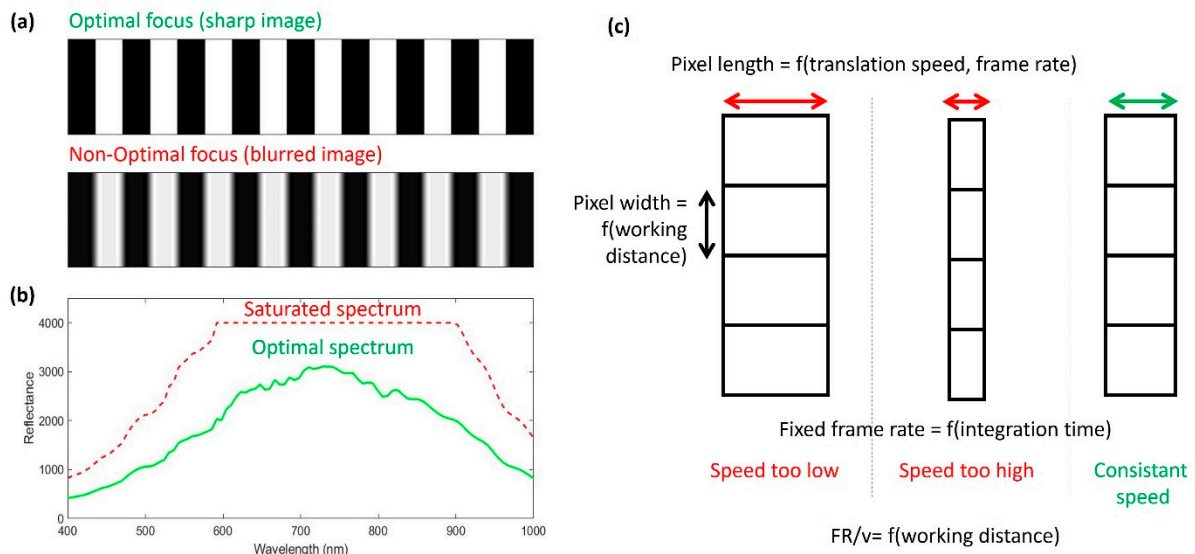 (a)
Optimal focus (sharp image)
Non-Optimal focus (blurred image)
(b)
Saturated spectrum
Optimal spectrum
Reflectance
4000
3000
2000
1000
0
400
500
600
700
800
900
1000
Wavelength (nm)
(c)
Pixel length = f(translation speed, frame rate)
Pixel width =
f(working
distance)
Fixed frame rate = f(integration time)
Speed too low
Speed too high
Consistant
speed
FR/v= f(working distance)